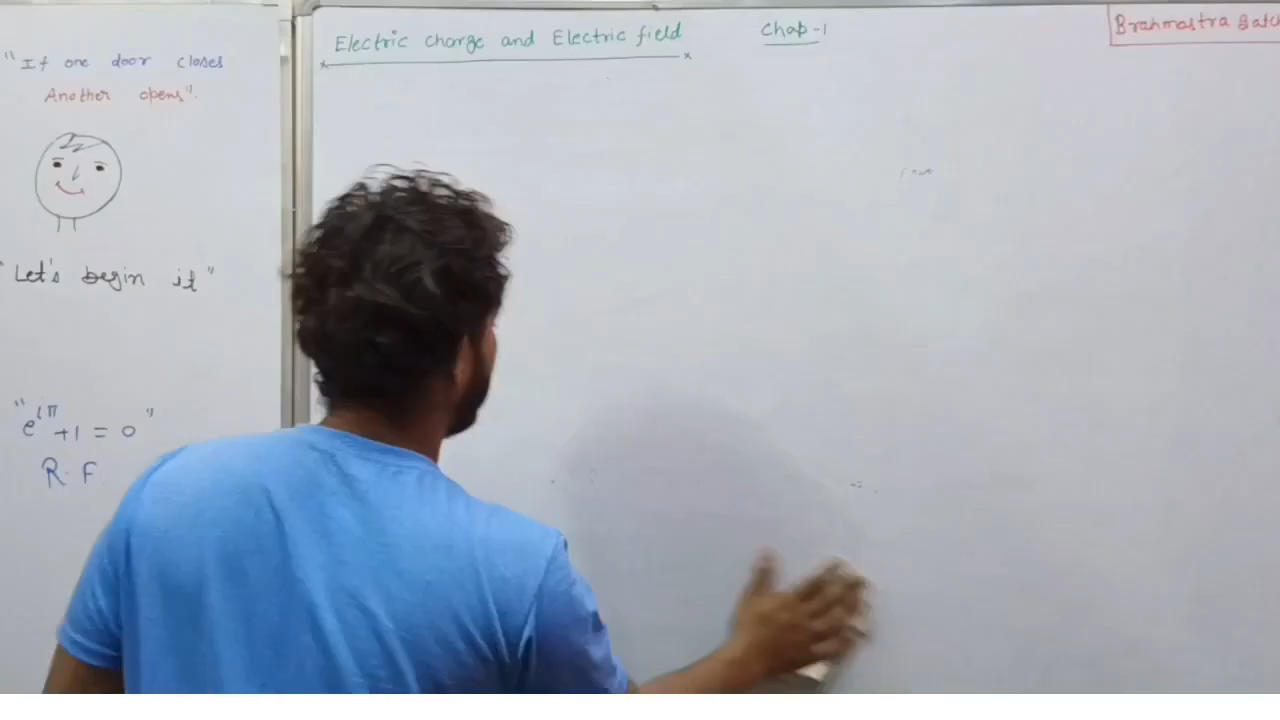 "If one door closes
Another opens".
"Let's begin it"
"e^{iπ}+1 = 0"
R. F
Electric charge and Electric field
Chap-1
Brahmastra Batch